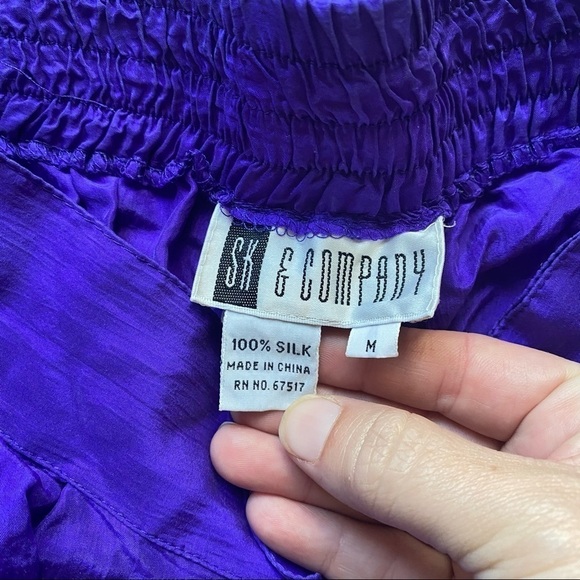 SK & COMPANY
100% SILK
MADE IN CHINA
RN NO. 67517
M